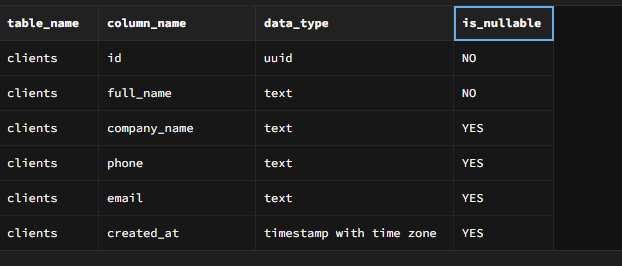 table_name column_name data_type is_nullable
clients id uuid NO
clients full_name text NO
clients company_name text YES
clients phone text YES
clients email text YES
clients created_at timestamp with time zone YES